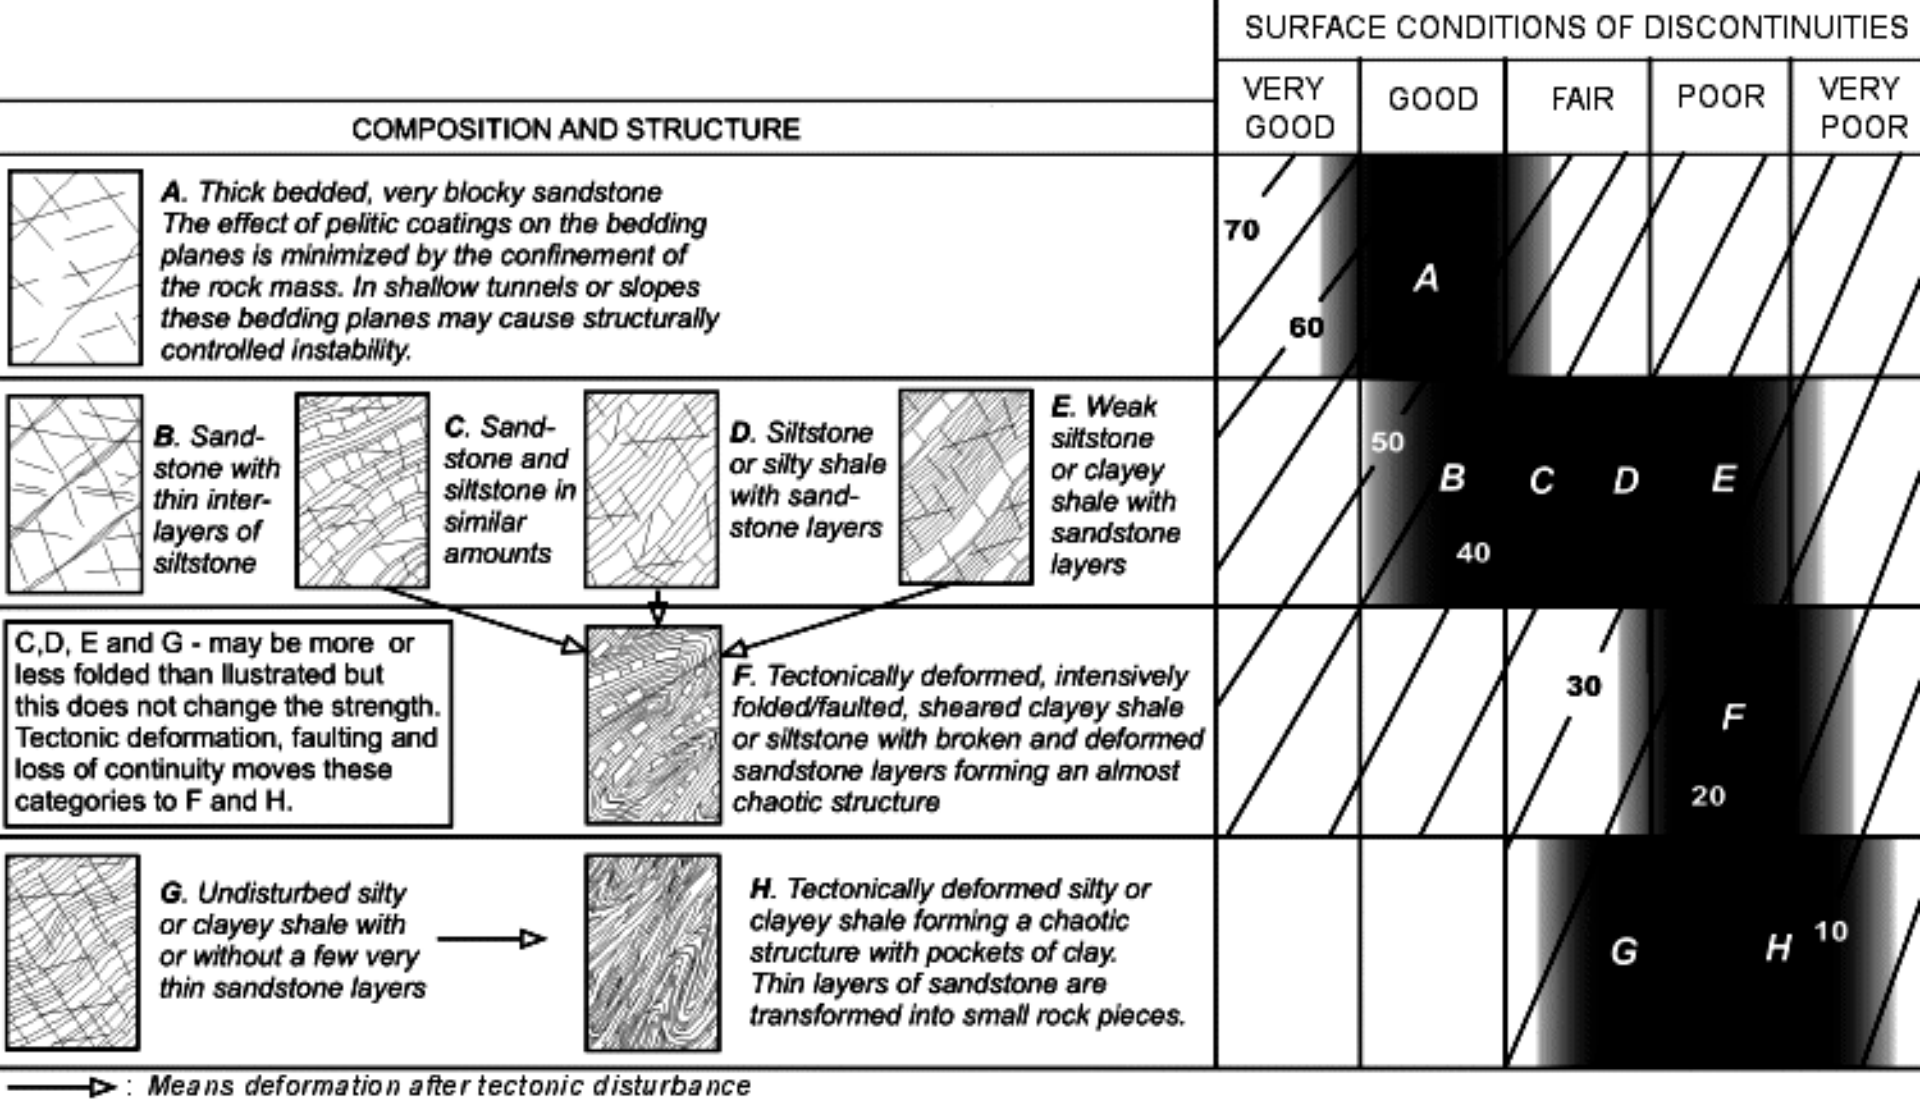 SURFACE CONDITIONS OF DISCONTINUITIES
VERY
GOOD
GOOD
FAIR
POOR
VERY
POOR
COMPOSITION AND STRUCTURE
A. Thick bedded, very blocky sandstone
The effect of pelitic coatings on the bedding
planes is minimized by the confinement of
the rock mass. In shallow tunnels or slopes
these bedding planes may cause structurally
controlled instability.
70
60
A
B. Sand-
stone with
thin inter-
layers of
siltstone
C. Sand-
stone and
siltstone in
similar
amounts
D. Siltstone
or silty shale
with sand-
stone layers
E. Weak
siltstone
or clayey
shale with
sandstone
layers
50
B C D E
40
C,D, E and G - may be more or
less folded than llustrated but
this does not change the strength.
Tectonic deformation, faulting and
loss of continuity moves these
categories to F and H.
F. Tectonically deformed, intensively
folded/faulted, sheared clayey shale
or siltstone with broken and deformed
sandstone layers forming an almost
chaotic structure
30
F
20
G. Undisturbed silty
or clayey shale with
or without a few very
thin sandstone layers
H. Tectonically deformed silty or
clayey shale forming a chaotic
structure with pockets of clay.
Thin layers of sandstone are
transformed into small rock pieces.
G H 10
: Means deformation after tectonic disturbance